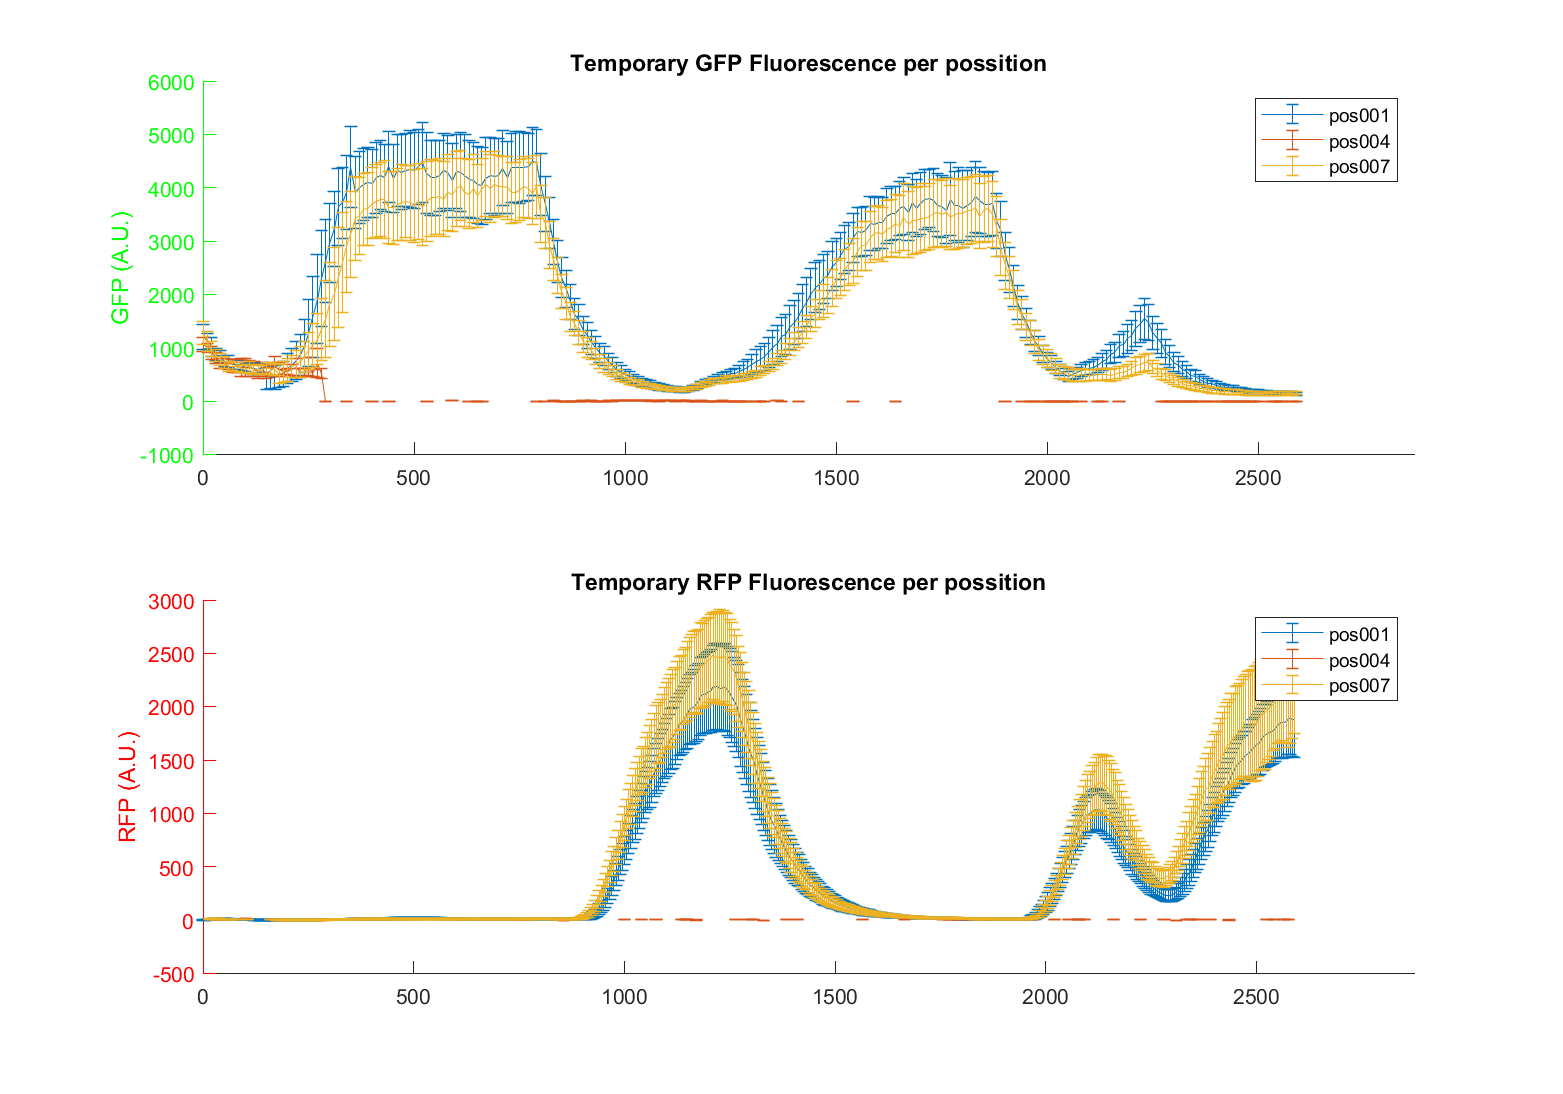 Temporary GFP Fluorescence per possition
6000
5000
4000
3000
2000
1000
0
-1000
GFP (A.U.)
0 500 1000 1500 2000 2500
pos001
pos004
pos007
Temporary RFP Fluorescence per possition
3000
2500
2000
1500
1000
500
0
-500
RFP (A.U.)
0 500 1000 1500 2000 2500
pos001
pos004
pos007